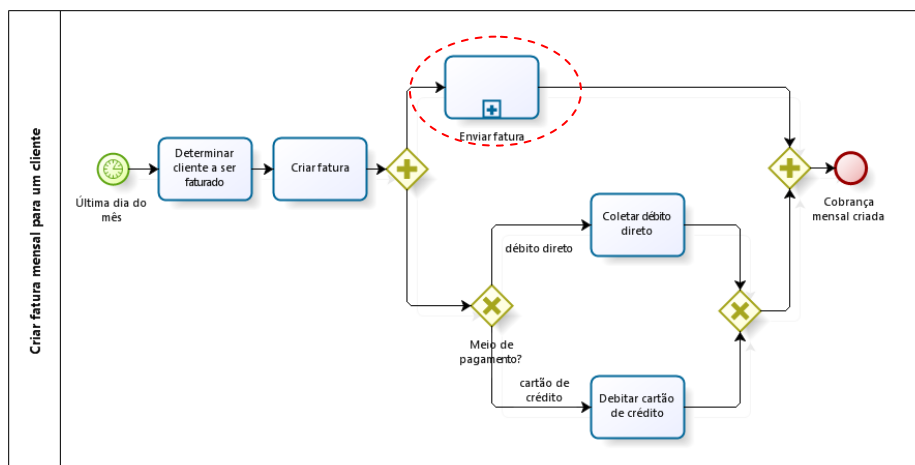 Criar fatura mensal para um cliente
Última dia do
mês
Determinar
cliente a ser
faturado
Criar fatura
Enviar fatura
Meio de
pagamento?
débito direto
Coletar débito
direto
cartão de
crédito
Debitar cartão
de crédito
Cobrança
mensal criada